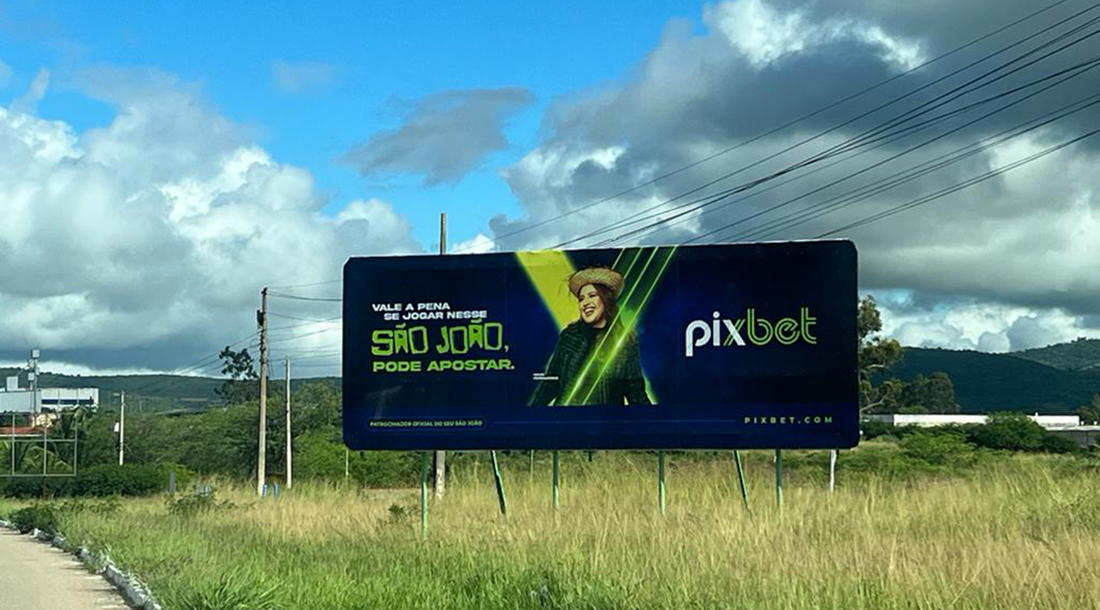 VALE A PENA
SE JOGAR NESSE
SÃO JOÃO,
PODE APOSTAR.
pixbet
PATROCINADOR OFICIAL DO SEU SÃO JOÃO
PIXBET.COM